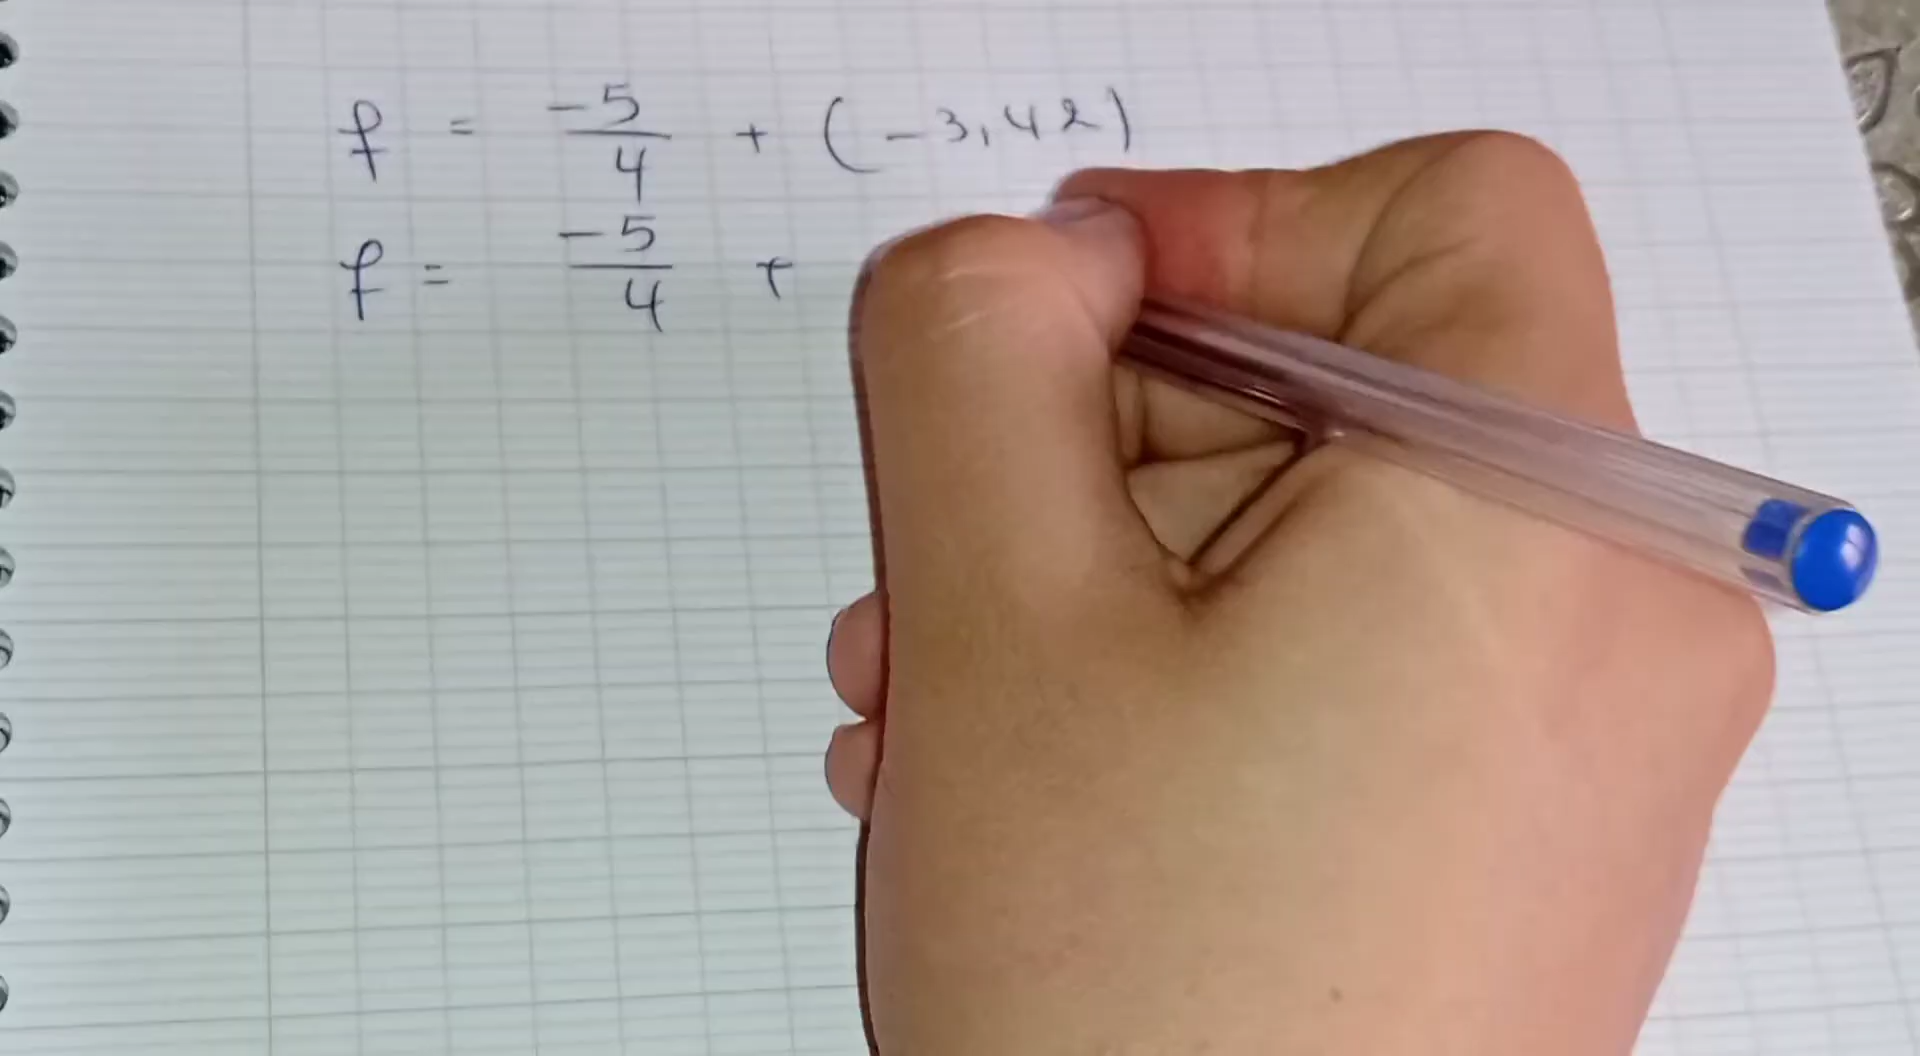 f = -5/4 + (-3,42)
f = -5/4 +